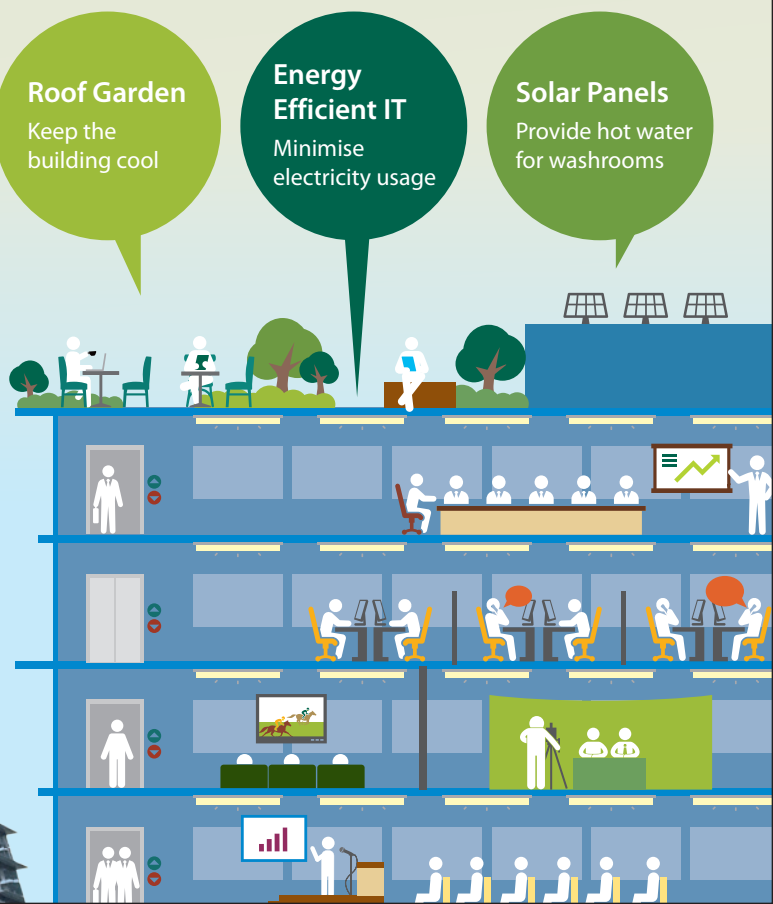 Roof Garden
Keep the
building cool
Energy
Efficient IT
Minimise
electricity usage
Solar Panels
Provide hot water
for washrooms